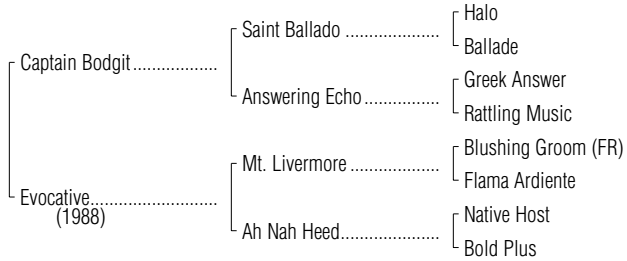 Halo
Saint Ballado ....................
Ballade
Captain Bodgit..................
Greek Answer
Answering Echo ................
Rattling Music
Blushing Groom (FR)
Mt. Livermore ...................
Flama Ardiente
Evocative...........................
(1988)
Native Host
Ah Nah Heed.....................
Bold Plus